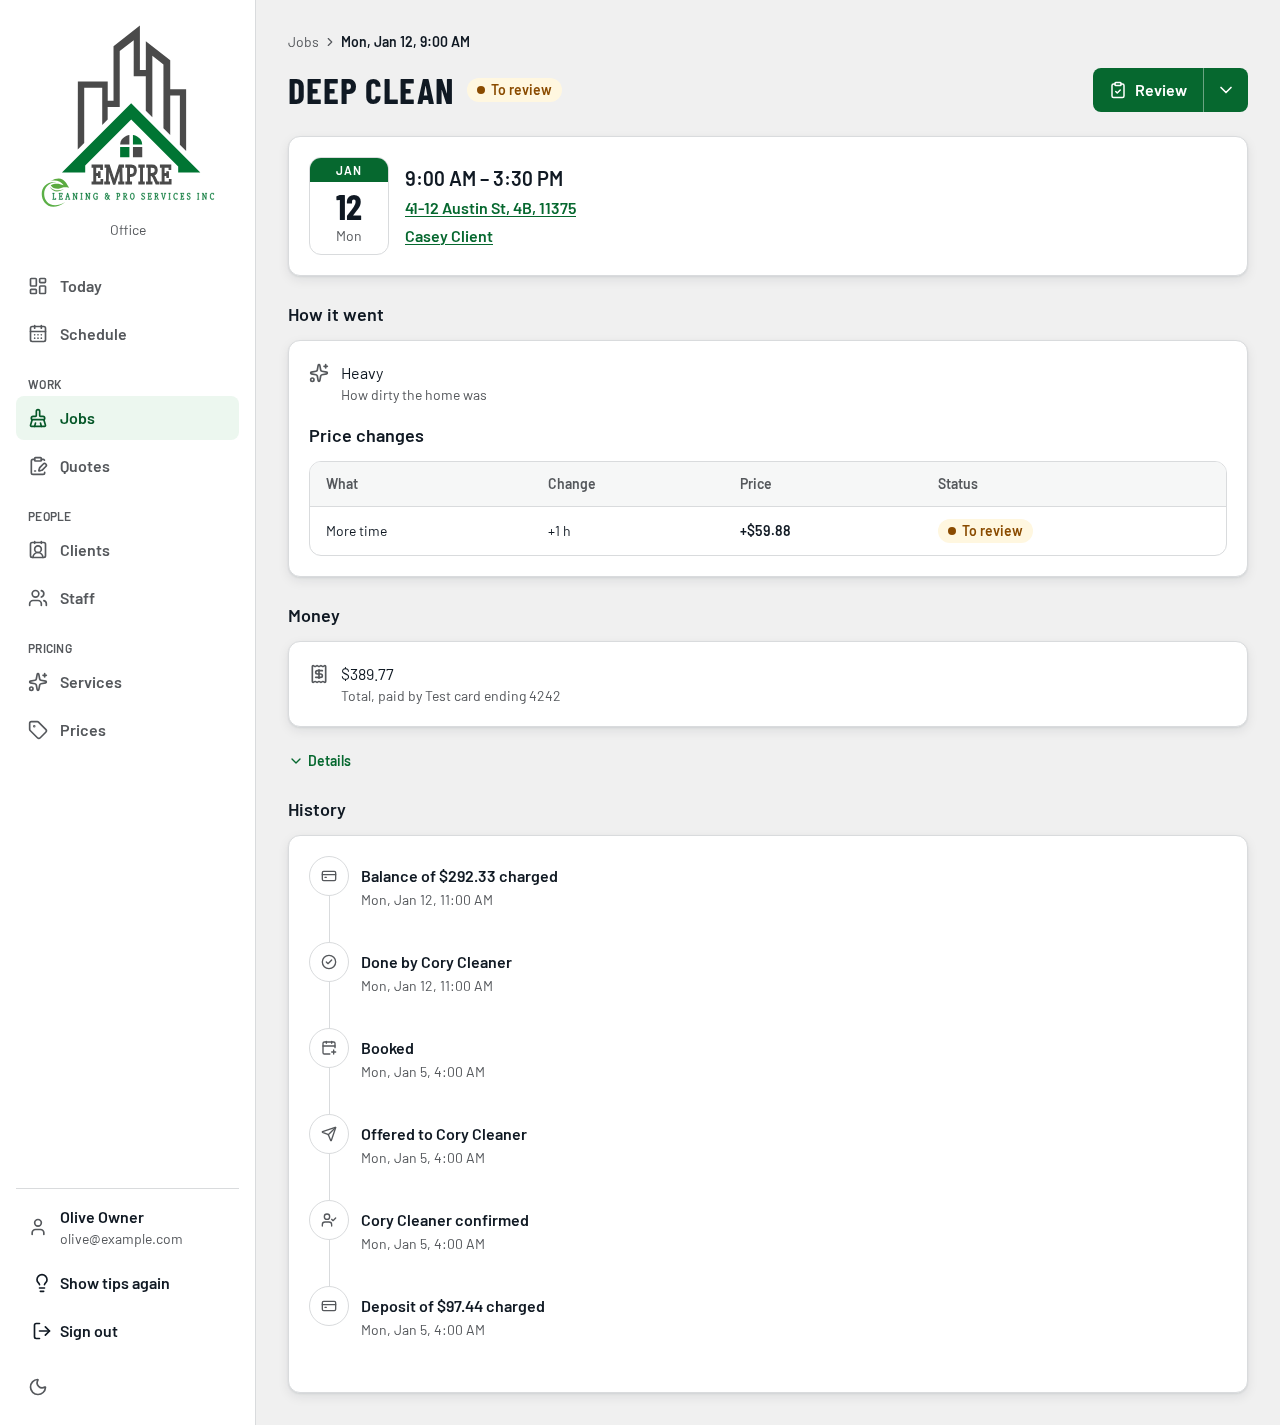 EMPIRE
LEANING & PRO SERVICES INC
Office
Today
Schedule
WORK
Jobs
Quotes
PEOPLE
Clients
Staff
PRICING
Services
Prices
Olive Owner
olive@example.com
Show tips again
Sign out
Jobs > Mon, Jan 12, 9:00 AM
DEEP CLEAN To review
Review
JAN
12
Mon
9:00 AM – 3:30 PM
41-12 Austin St, 4B, 11375
Casey Client
How it went
Heavy
How dirty the home was
Price changes
What Change Price Status
More time +1 h +$59.88 To review
Money
$389.77
Total, paid by Test card ending 4242
Details
History
Balance of $292.33 charged
Mon, Jan 12, 11:00 AM
Done by Cory Cleaner
Mon, Jan 12, 11:00 AM
Booked
Mon, Jan 5, 4:00 AM
Offered to Cory Cleaner
Mon, Jan 5, 4:00 AM
Cory Cleaner confirmed
Mon, Jan 5, 4:00 AM
Deposit of $97.44 charged
Mon, Jan 5, 4:00 AM